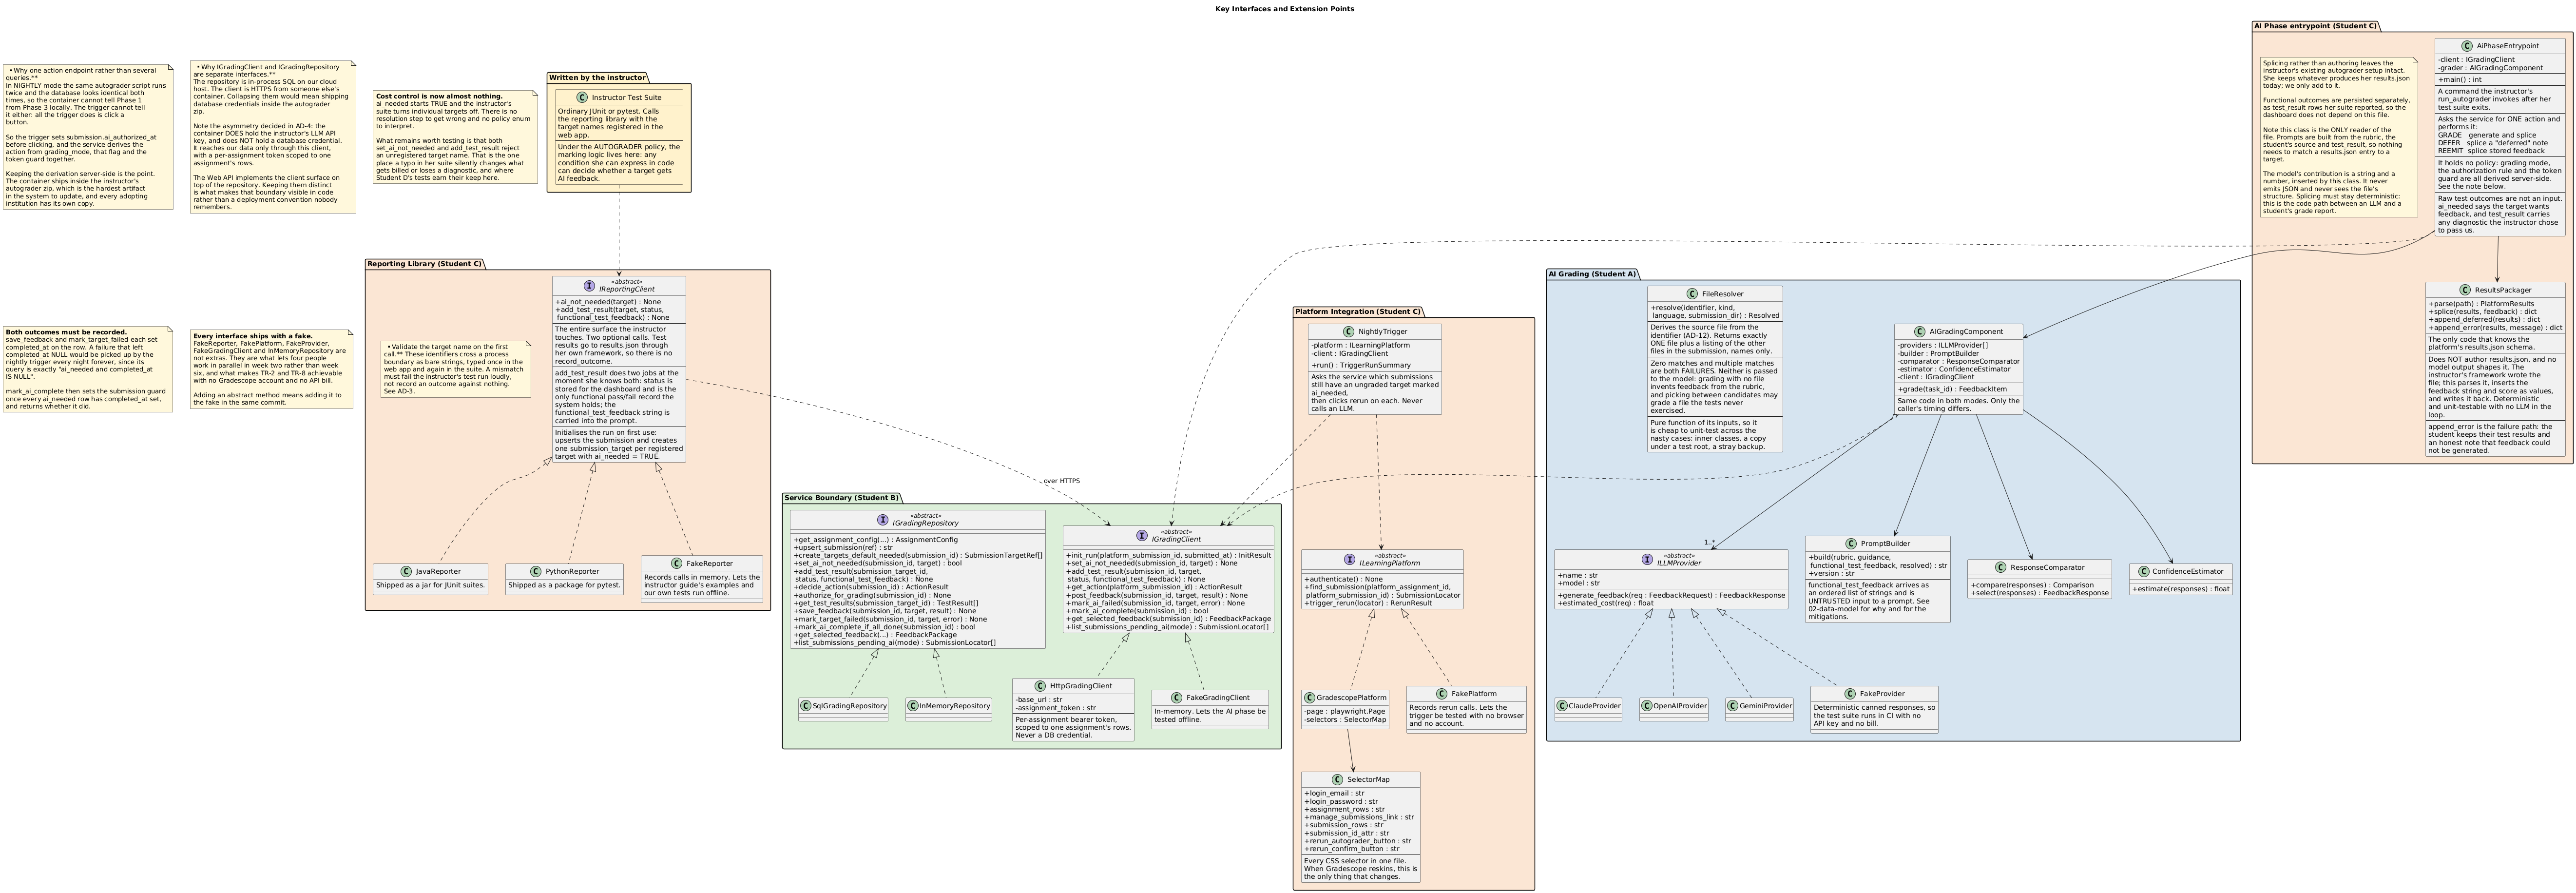 Key Interfaces and Extension Points
AI Phase entrypoint (Student C)
Splicing rather than authoring leaves the
instructor's existing autograder setup intact.
She keeps whatever produces her results.json
today; we only add to it.
Functional outcomes are persisted separately,
as test_result rows her suite reported, so the
dashboard does not depend on this file.
Note this class is the ONLY reader of the
file. Prompts are built from the rubric, the
student's source and test_result, so nothing
needs to match a results.json entry to a
target.
The model's contribution is a string and a
number, inserted by this class. It never
emits JSON and never sees the file's
structure. Splicing must stay deterministic:
this is the code path between an LLM and a
student's grade report.
C AiPhaseEntrypoint
-client : IGradingClient
-grader : AIGradingComponent
+main() : int
A command the instructor's
run_autograder invokes after her
test suite exits.
Asks the service for ONE action and
performs it:
GRADE generate and splice
DEFER splice a "deferred" note
REEMIT splice stored feedback
It holds no policy: grading mode,
the authorization rule and the token
guard are all derived server-side.
See the note below.
Raw test outcomes are not an input.
ai_needed says the target wants
feedback, and test_result carries
any diagnostic the instructor chose
to pass us.
C ResultsPackager
+parse(path) : PlatformResults
+splice(results, feedback) : dict
+append_deferred(results) : dict
+append_error(results, message) : dict
The only code that knows the
platform's results.json schema.
Does NOT author results.json, and no
model output shapes it. The
instructor's framework wrote the
file; this parses it, inserts the
feedback string and score as values,
and writes it back. Deterministic
and unit-testable with no LLM in the
loop.
append_error is the failure path: the
student keeps their test results and
an honest note that feedback could
not be generated.
• Why one action endpoint rather than several
queries.**
In NIGHTLY mode the same autograder script runs
twice and the database looks identical both
times, so the container cannot tell Phase 1
from Phase 3 locally. The trigger cannot tell
it either: all the trigger does is click a
button.
So the trigger sets submission.ai_authorized_at
before clicking, and the service derives the
action from grading_mode, that flag and the
token guard together.
Keeping the derivation server-side is the point.
The container ships inside the instructor's
autograder zip, which is the hardest artifact
in the system to update, and every adopting
institution has its own copy.
• Why IGradingClient and IGradingRepository
are separate interfaces.**
The repository is in-process SQL on our cloud
host. The client is HTTPS from someone else's
container. Collapsing them would mean shipping
database credentials inside the autograder
zip.
Note the asymmetry decided in AD-4: the
container DOES hold the instructor's LLM API
key, and does NOT hold a database credential.
It reaches our data only through this client,
with a per-assignment token scoped to one
assignment's rows.
The Web API implements the client surface on
top of the repository. Keeping them distinct
is what makes that boundary visible in code
rather than a deployment convention nobody
remembers.
Cost control is now almost nothing.
ai_needed starts TRUE and the instructor's
suite turns individual targets off. There is no
resolution step to get wrong and no policy enum
to interpret.
What remains worth testing is that both
set_ai_not_needed and add_test_result reject
an unregistered target name. That is the one
place a typo in her suite silently changes what
gets billed or loses a diagnostic, and where
Student D's tests earn their keep here.
Written by the instructor
C Instructor Test Suite
Ordinary JUnit or pytest. Calls
the reporting library with the
target names registered in the
web app.
Under the AUTOGRADER policy, the
marking logic lives here: any
condition she can express in code
can decide whether a target gets
AI feedback.
Both outcomes must be recorded.
save_feedback and mark_target_failed each set
completed_at on the row. A failure that left
completed_at NULL would be picked up by the
nightly trigger every night forever, since its
query is exactly "ai_needed and completed_at
IS NULL".
mark_ai_complete then sets the submission guard
once every ai_needed row has completed_at set,
and returns whether it did.
Every interface ships with a fake.
FakeReporter, FakePlatform, FakeProvider,
FakeGradingClient and InMemoryRepository are
not extras. They are what lets four people
work in parallel in week two rather than week
six, and what makes TR-2 and TR-8 achievable
with no Gradescope account and no API bill.
Adding an abstract method means adding it to
the fake in the same commit.
Reporting Library (Student C)
• Validate the target name on the first
call.** These identifiers cross a process
boundary as bare strings, typed once in the
web app and again in the suite. A mismatch
must fail the instructor's test run loudly,
not record an outcome against nothing.
See AD-3.
I «abstract»
IReportingClient
+ai_not_needed(target) : None
+add_test_result(target, status,
functional_test_feedback) : None
The entire surface the instructor
touches. Two optional calls. Test
results go to results.json through
her own framework, so there is no
record_outcome.
add_test_result does two jobs at the
moment she knows both: status is
stored for the dashboard and is the
only functional pass/fail record the
system holds; the
functional_test_feedback string is
carried into the prompt.
Initialises the run on first use:
upserts the submission and creates
one submission_target per registered
target with ai_needed = TRUE.
C JavaReporter
Shipped as a jar for JUnit suites.
C PythonReporter
Shipped as a package for pytest.
C FakeReporter
Records calls in memory. Lets the
instructor guide's examples and
our own tests run offline.
over HTTPS
Service Boundary (Student B)
I «abstract»
IGradingRepository
+get_assignment_config(...) : AssignmentConfig
+upsert_submission(ref) : str
+create_targets_default_needed(submission_id) : SubmissionTargetRef[]
+set_ai_not_needed(submission_id, target) : bool
+add_test_result(submission_target_id,
status, functional_test_feedback) : None
+decide_action(submission_id) : ActionResult
+authorize_for_grading(submission_id) : None
+get_test_results(submission_target_id) : TestResult[]
+save_feedback(submission_id, target, result) : None
+mark_target_failed(submission_id, target, error) : None
+mark_ai_complete_if_all_done(submission_id) : bool
+get_selected_feedback(...) : FeedbackPackage
+list_submissions_pending_ai(mode) : SubmissionLocator[]
I «abstract»
IGradingClient
+init_run(platform_submission_id, submitted_at) : InitResult
+set_ai_not_needed(submission_id, target) : None
+add_test_result(submission_id, target,
status, functional_test_feedback) : None
+get_action(platform_submission_id) : ActionResult
+post_feedback(submission_id, target, result) : None
+mark_ai_failed(submission_id, target, error) : None
+mark_ai_complete(submission_id) : bool
+get_selected_feedback(submission_id) : FeedbackPackage
+list_submissions_pending_ai(mode) : SubmissionLocator[]
C SqlGradingRepository
C InMemoryRepository
C HttpGradingClient
-base_url : str
-assignment_token : str
Per-assignment bearer token,
scoped to one assignment's rows.
Never a DB credential.
C FakeGradingClient
In-memory. Lets the AI phase be
tested offline.
Platform Integration (Student C)
C NightlyTrigger
-platform : ILearningPlatform
-client : IGradingClient
+run() : TriggerRunSummary
Asks the service which submissions
still have an ungraded target marked
ai_needed,
then clicks rerun on each. Never
calls an LLM.
I «abstract»
ILearningPlatform
+authenticate() : None
+find_submission(platform_assignment_id,
platform_submission_id) : SubmissionLocator
+trigger_rerun(locator) : RerunResult
C GradescopePlatform
-page : playwright.Page
-selectors : SelectorMap
C FakePlatform
Records rerun calls. Lets the
trigger be tested with no browser
and no account.
C SelectorMap
+login_email : str
+login_password : str
+assignment_rows : str
+manage_submissions_link : str
+submission_rows : str
+submission_id_attr : str
+rerun_autograder_button : str
+rerun_confirm_button : str
Every CSS selector in one file.
When Gradescope reskins, this is
the only thing that changes.
AI Grading (Student A)
C FileResolver
+resolve(identifier, kind,
language, submission_dir) : Resolved
Derives the source file from the
identifier (AD-12). Returns exactly
ONE file plus a listing of the other
files in the submission, names only.
Zero matches and multiple matches
are both FAILURES. Neither is passed
to the model: grading with no file
invents feedback from the rubric,
and picking between candidates may
grade a file the tests never
exercised.
Pure function of its inputs, so it
is cheap to unit-test across the
nasty cases: inner classes, a copy
under a test root, a stray backup.
C AIGradingComponent
-providers : ILLMProvider[]
-builder : PromptBuilder
-comparator : ResponseComparator
-estimator : ConfidenceEstimator
-client : IGradingClient
+grade(task_id) : FeedbackItem
Same code in both modes. Only the
caller's timing differs.
1..*
I «abstract»
ILLMProvider
+name : str
+model : str
+generate_feedback(req : FeedbackRequest) : FeedbackResponse
+estimated_cost(req) : float
C PromptBuilder
+build(rubric, guidance,
functional_test_feedback, resolved) : str
+version : str
functional_test_feedback arrives as
an ordered list of strings and is
UNTRUSTED input to a prompt. See
02-data-model for why and for the
mitigations.
C ResponseComparator
+compare(responses) : Comparison
+select(responses) : FeedbackResponse
C ConfidenceEstimator
+estimate(responses) : float
C ClaudeProvider
C OpenAIProvider
C GeminiProvider
C FakeProvider
Deterministic canned responses, so
the test suite runs in CI with no
API key and no bill.